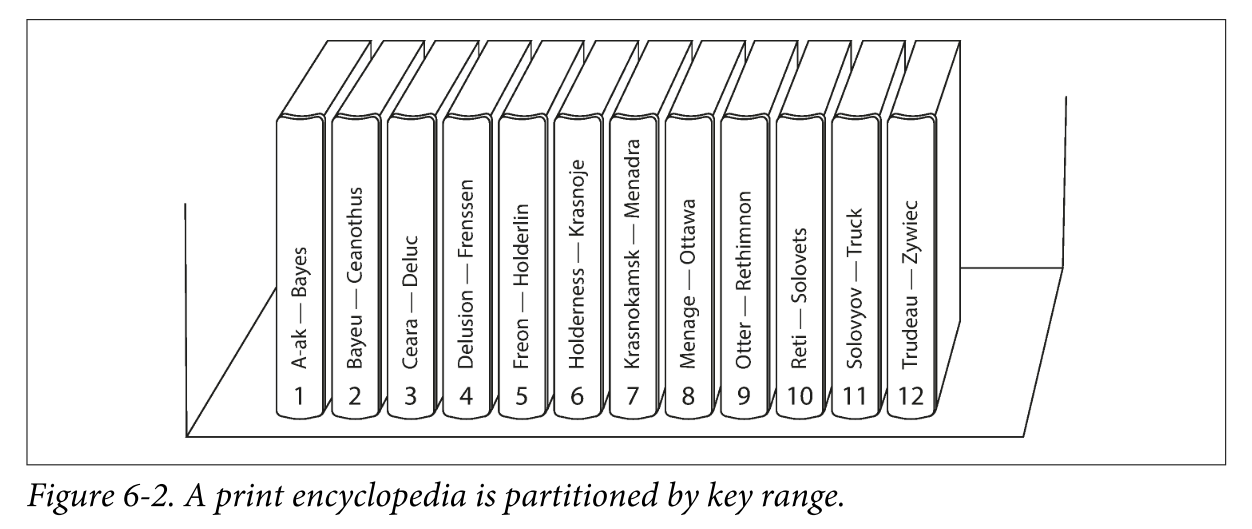 A-ak — Bayes
1
Bayeu — Ceanothus
2
Ceara — Deluc
3
Delusion — Frenssen
4
Freon — Holderlin
5
Holderness — Krasnoje
6
Krasnokamsk — Menadra
7
Menage — Ottawa
8
Otter — Rethimnon
9
Reti — Solovets
10
Solovyov — Truck
11
Trudeau — Zywiec
12
Figure 6-2. A print encyclopedia is partitioned by key range.